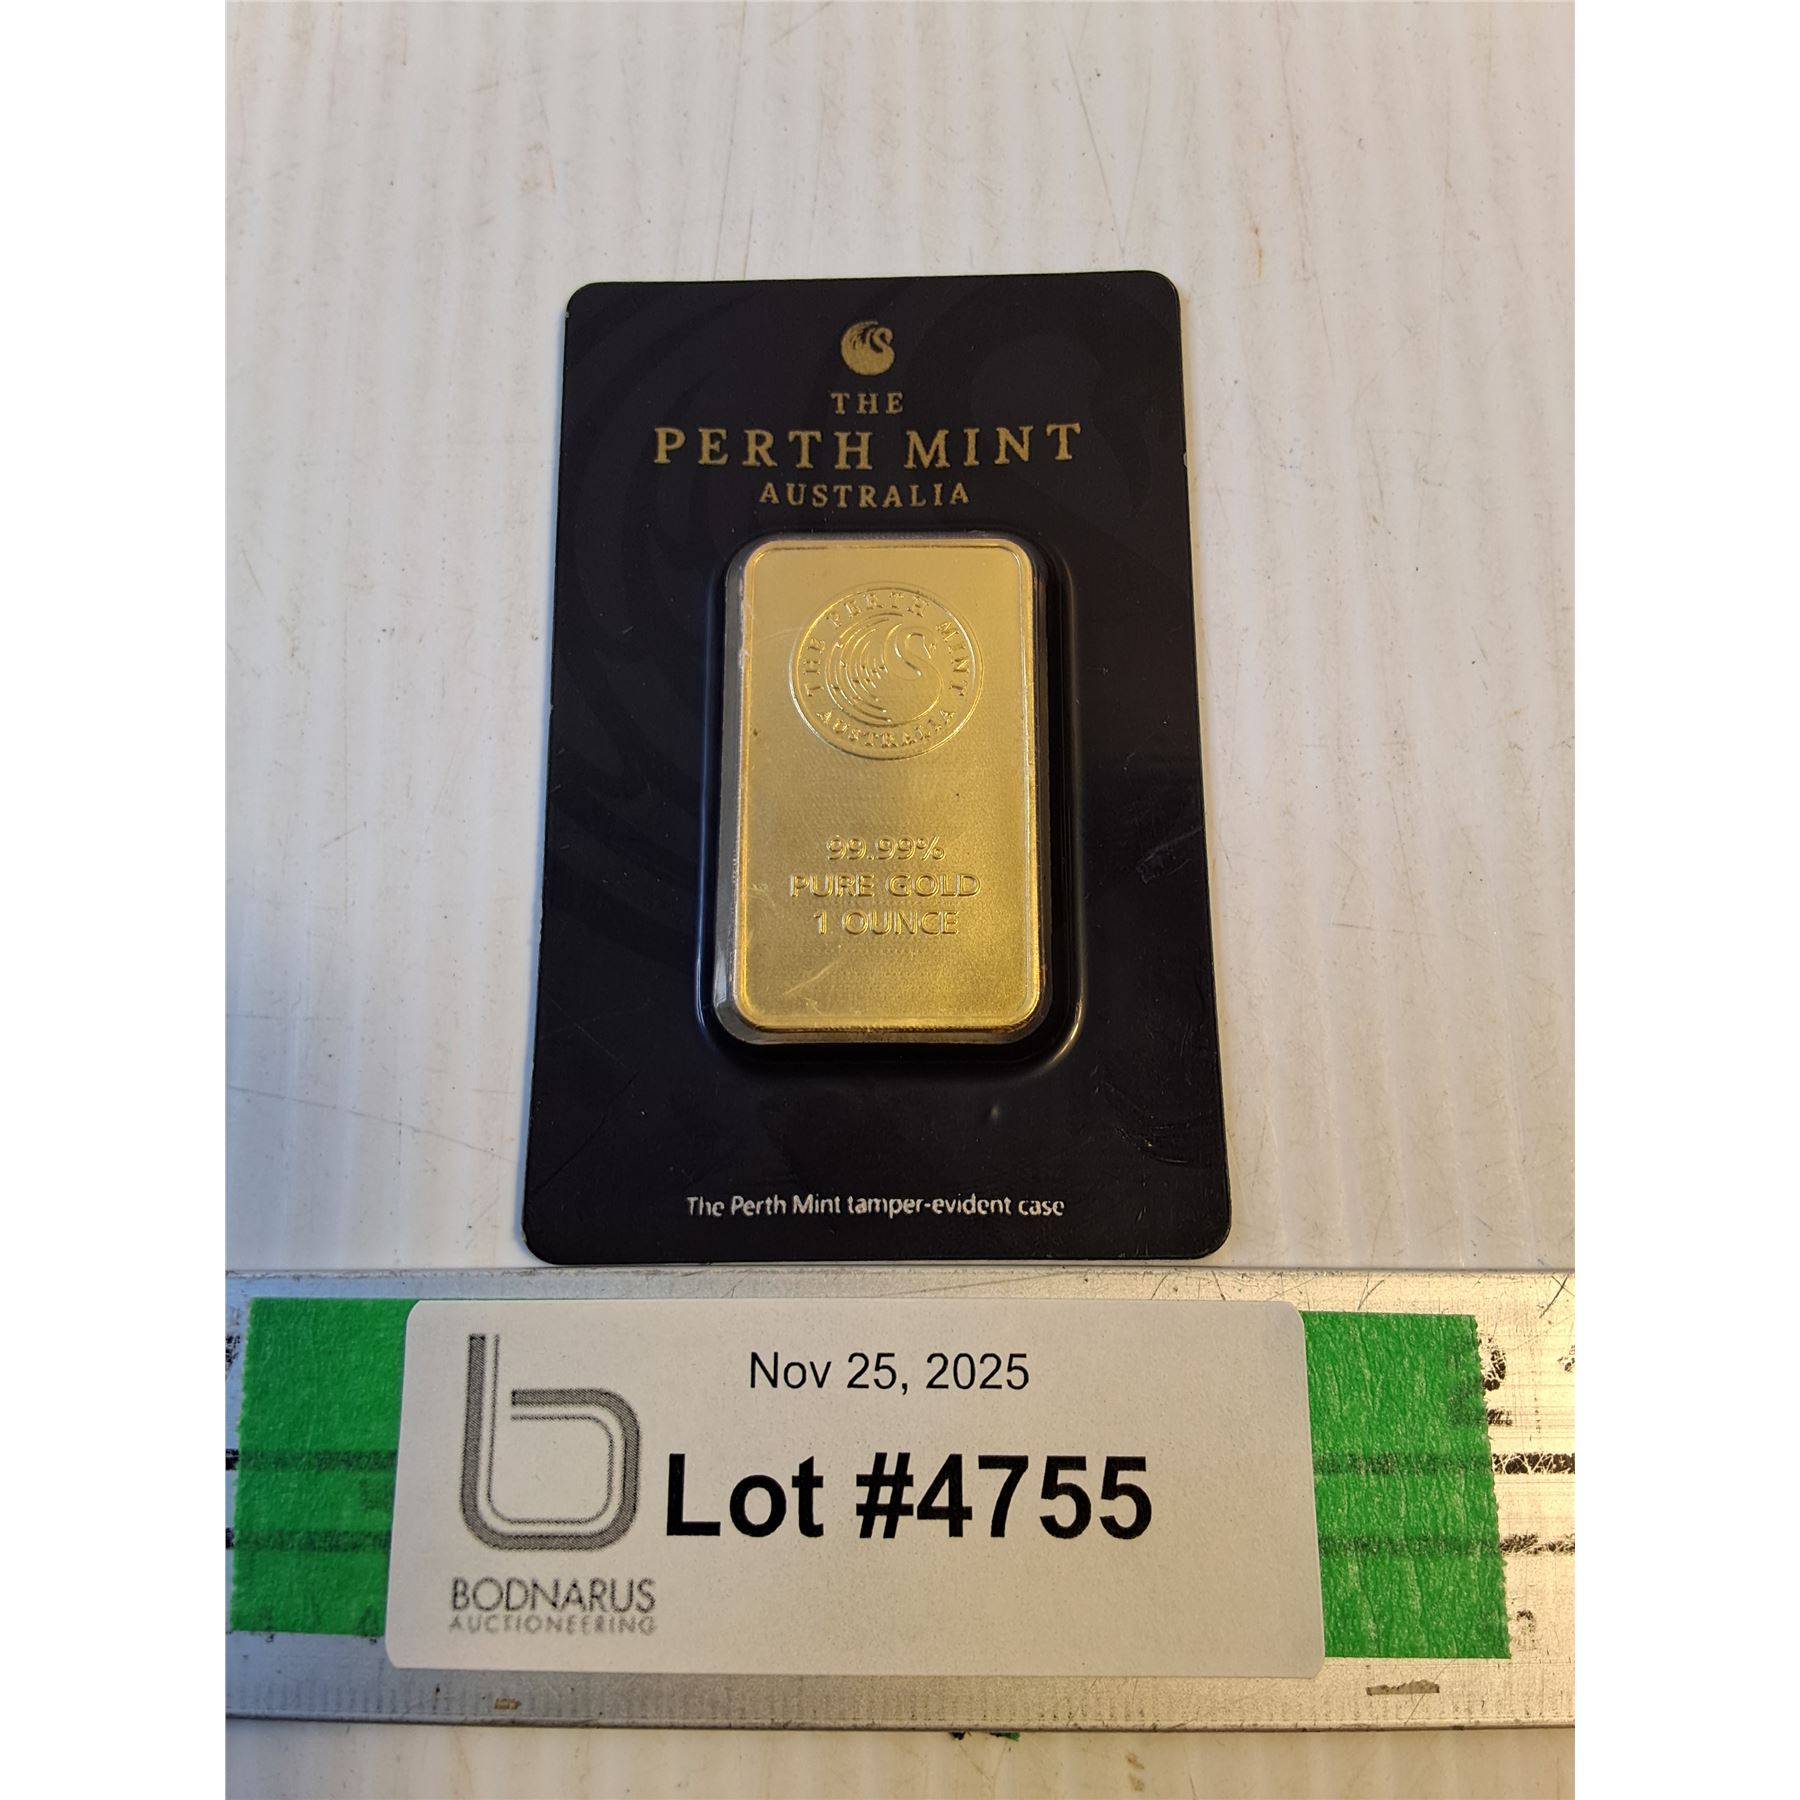 THE
PERTH MINT
AUSTRALIA
THE PERTH MINT
AUSTRALIA
99.99%
PURE GOLD
1 OUNCE
The Perth Mint tamper-evident case
Nov 25, 2025
Lot #4755
BODNARUS
AUCTIONEERING